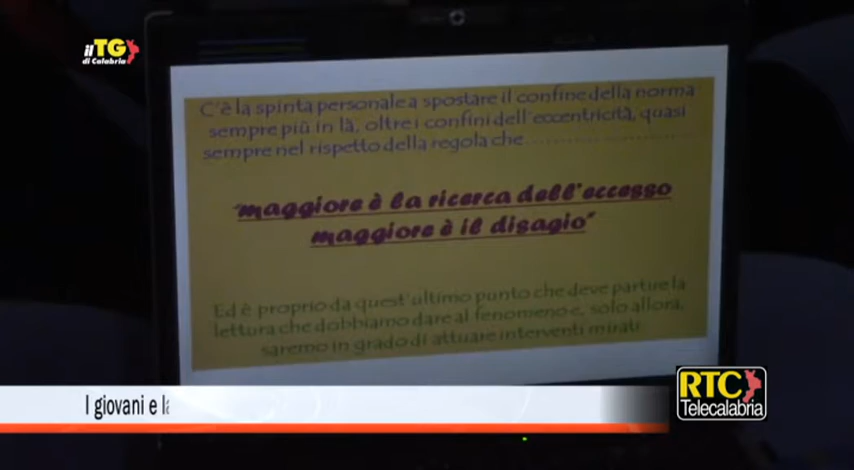 ilTG
di Calabria
C'è la spinta personale a spostare il confine della norma
sempre più in là, oltre i confini dell'eccentricità, quasi
sempre nel rispetto della regola che....................
"maggiore è la ricerca dell'eccesso
maggiore è il disagio"
Ed è proprio da quest'ultimo punto che deve partire la
lettura che dobbiamo dare al fenomeno e, solo allora,
saremo in grado di attuare interventi mirati
I giovani e la
RTC
Telecalabria